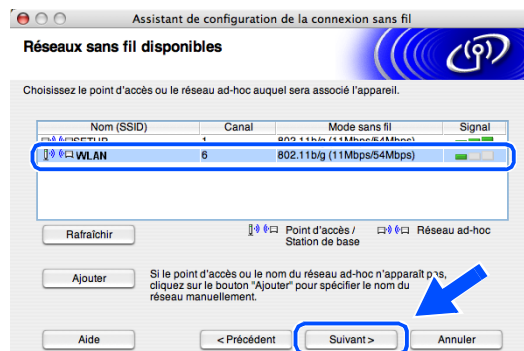 Assistant de configuration de la connexion sans fil
Réseaux sans fil disponibles
Choisissez le point d'accès ou le réseau ad-hoc auquel sera associé l'appareil.
Nom (SSID) Canal Mode sans fil Signal
SETUP 1 802.11b/g (11Mbps/54Mbps)
WLAN 6 802.11b/g (11Mbps/54Mbps)
Rafraîchir
Point d'accès / Station de base
Réseau ad-hoc
Ajouter
Si le point d'accès ou le nom du réseau ad-hoc n'apparaît pas,
cliquez sur le bouton "Ajouter" pour spécifier le nom du
réseau manuellement.
Aide < Précédent Suivant > Annuler